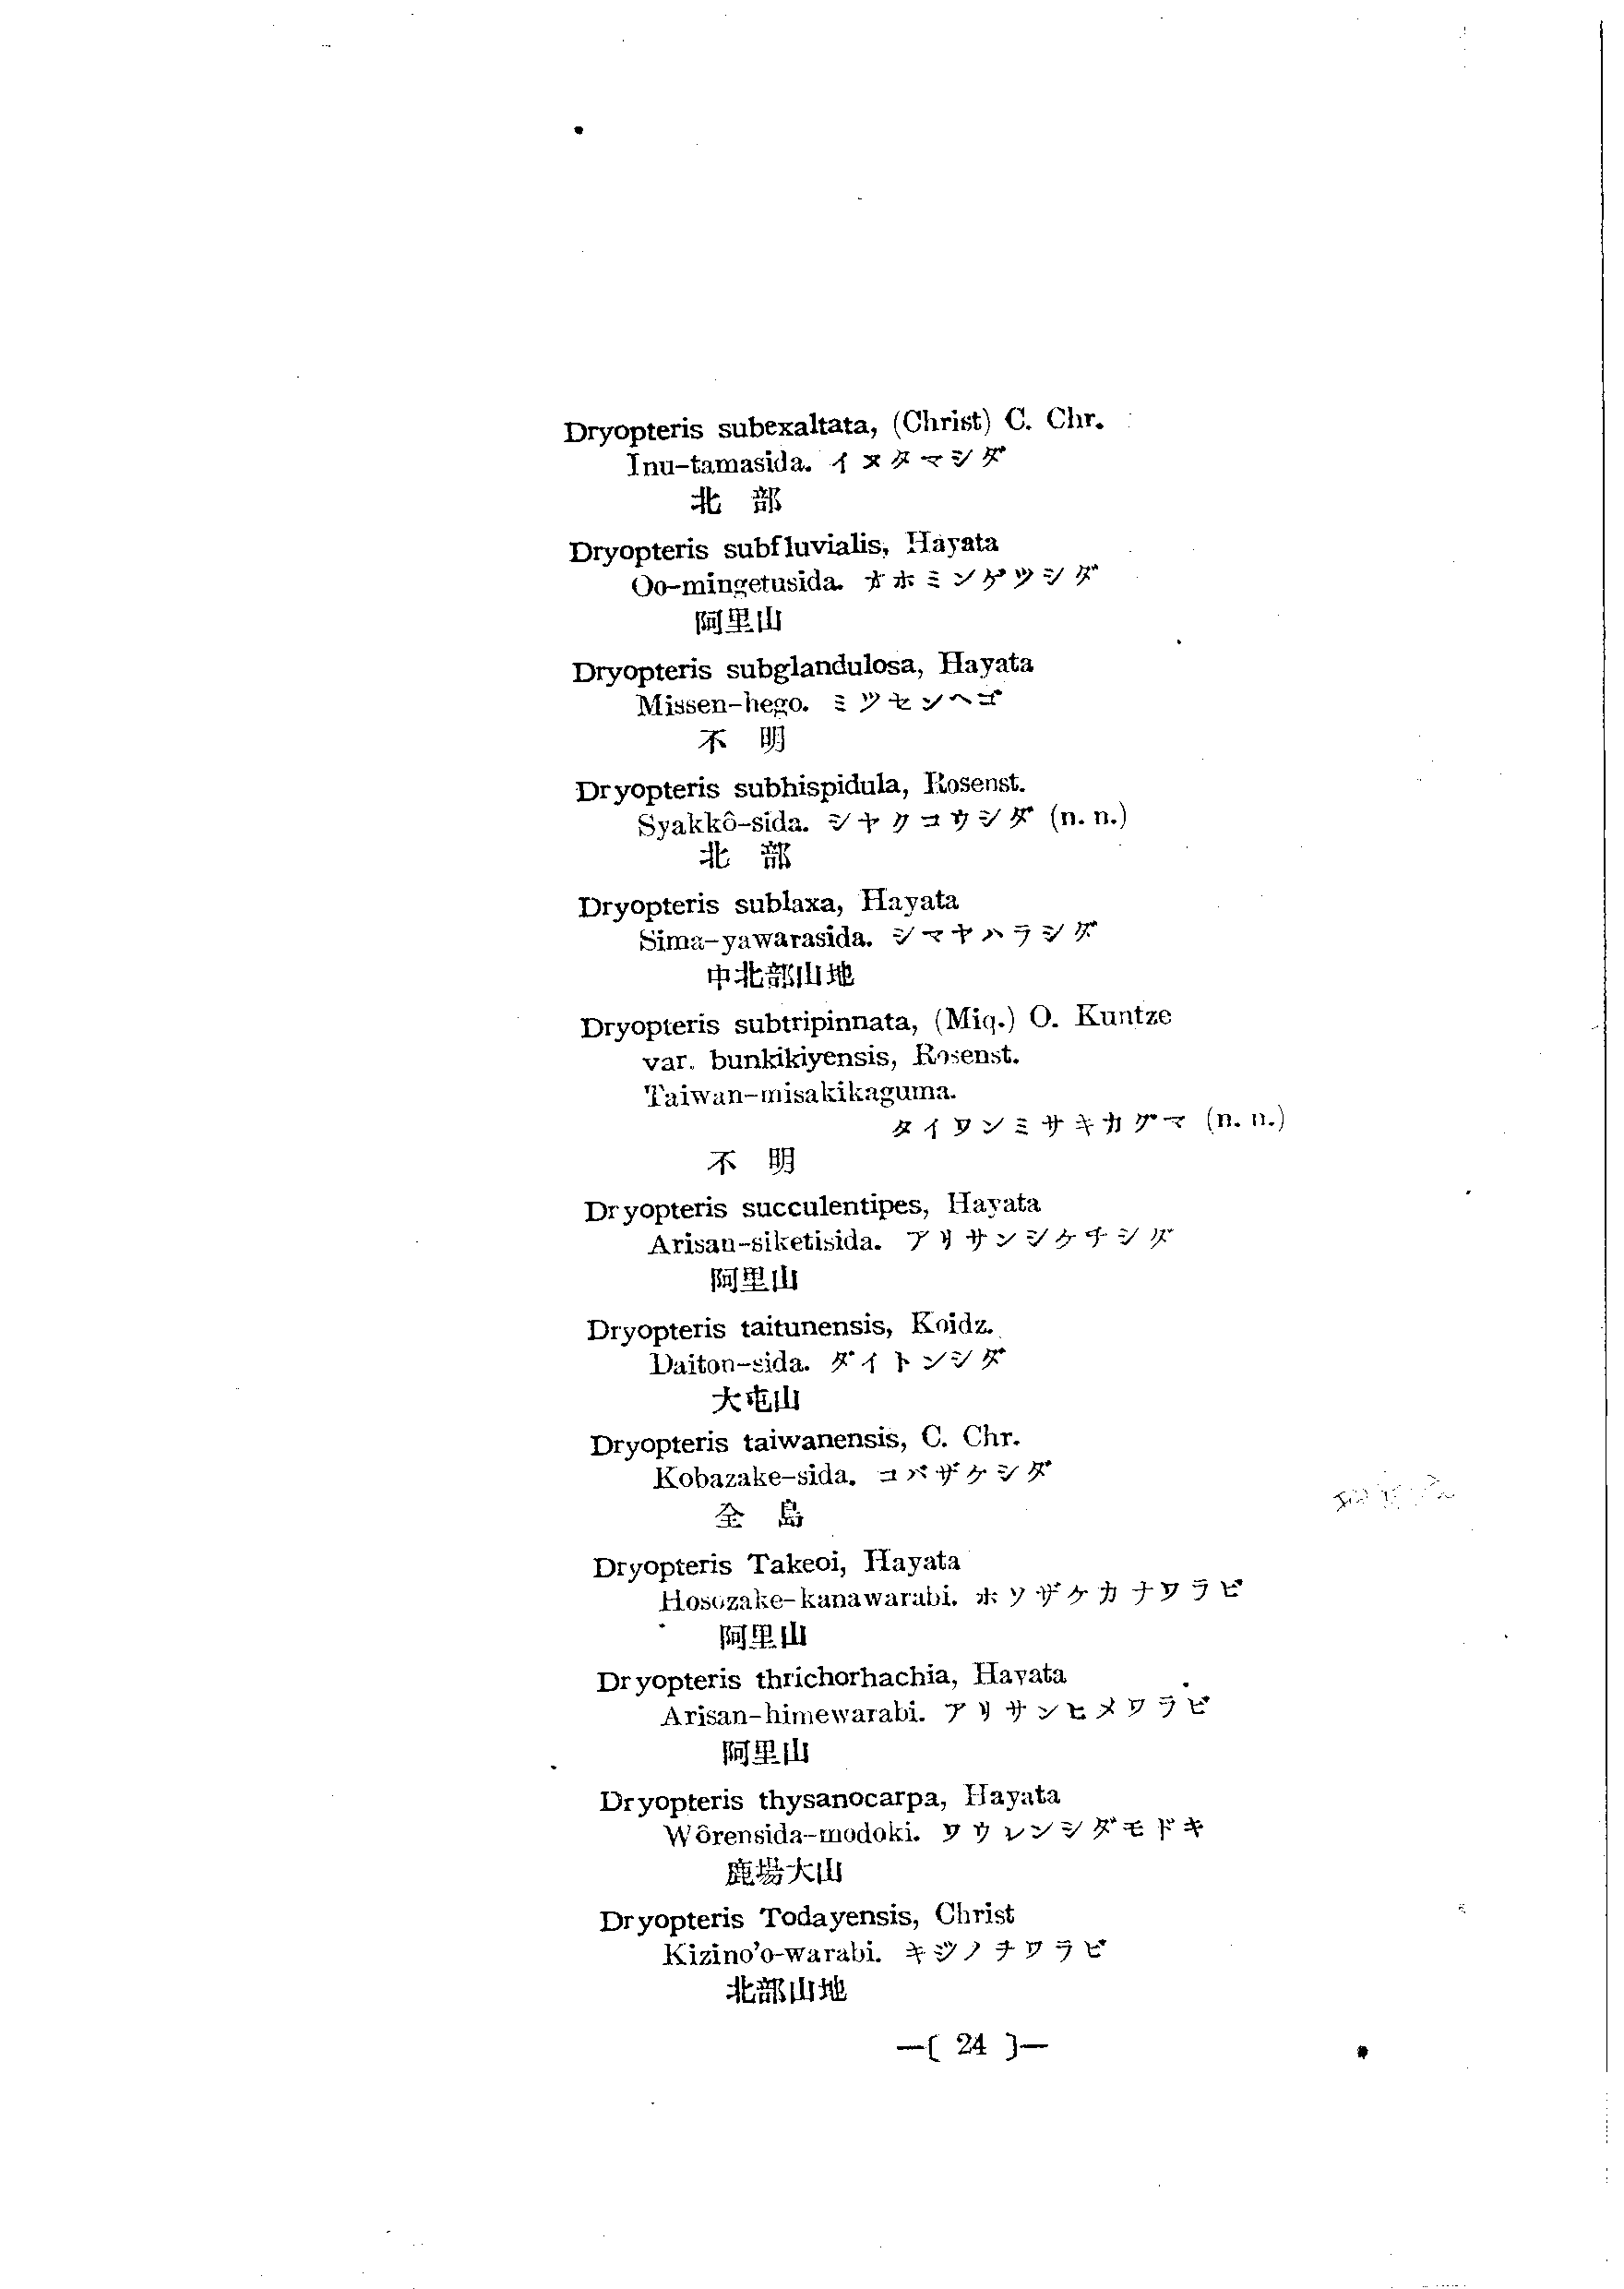 Dryopteris subexaltata, (Christ) C. Chr.
Inu-tamasida. イヌタマシダ
北 部
Dryopteris subfluvialis, Hayata
Oo-mingetusida. オホミンゲツシダ
阿里山
Dryopteris subglandulosa, Hayata
Missen-hego. ミツセンヘゴ
不 明
Dryopteris subhispidula, Rosenst.
Syakkô-sida. シヤクコウシダ (n. n.)
北 部
Dryopteris sublaxa, Hayata
Sima-yawarasida. シマヤハラシダ
中北部山地
Dryopteris subtripinnata, (Miq.) O. Kuntze
var. bunkikiyensis, Rosenst.
Taiwan-misakikaguma.
タイワンミサキカグマ (n. n.)
不 明
Dryopteris succulentipes, Hayata
Arisan-siketisida. アリサンシケチシダ
阿里山
Dryopteris taitunensis, Koidz.
Daiton-sida. ダイトンシダ
大屯山
Dryopteris taiwanensis, C. Chr.
Kobazake-sida. コバザケシダ
全 島
Dryopteris Takeoi, Hayata
Hosozake-kanawarabi. ホソザケカナワラビ
阿里山
Dryopteris thrichorhachia, Hayata
Arisan-himewarabi. アリサンヒメワラビ
阿里山
Dryopteris thysanocarpa, Hayata
Wôrensida-modoki. ワウレンシダモドキ
鹿場大山
Dryopteris Todayensis, Christ
Kizino'o-warabi. キジノヲワラビ
北部山地
—( 24 )—